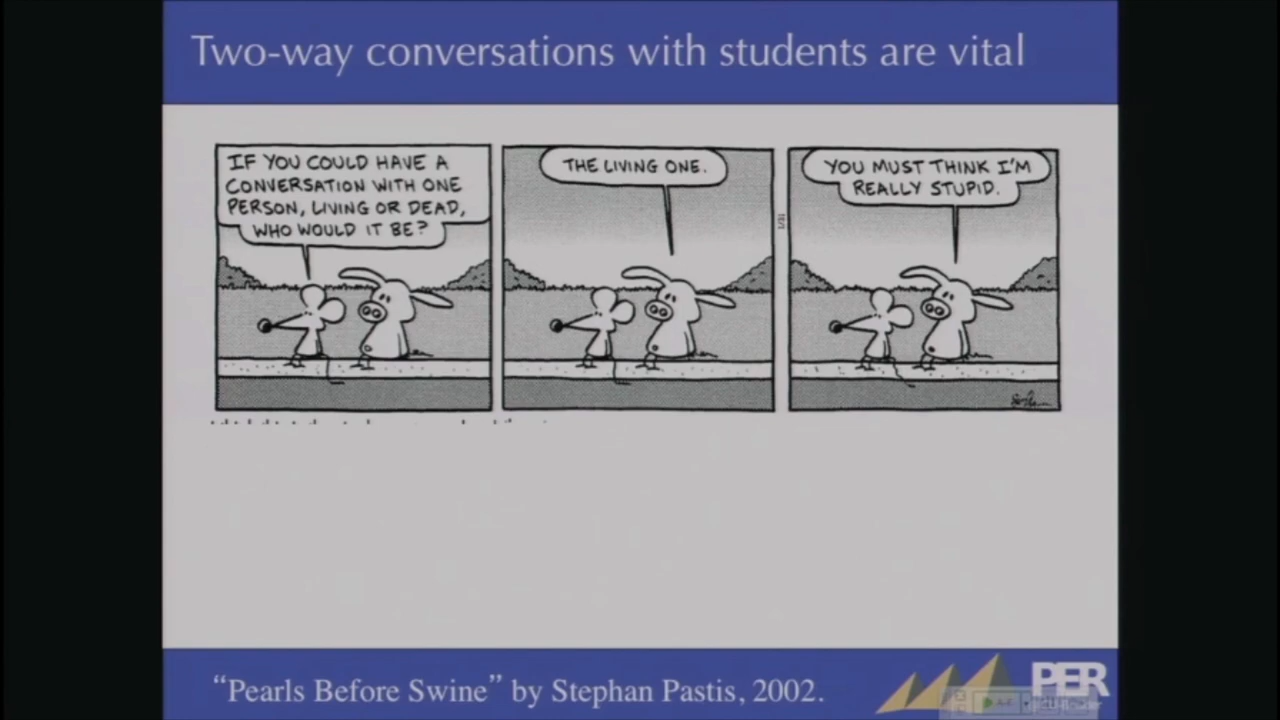 Two-way conversations with students are vital
IF YOU COULD HAVE A
CONVERSATION WITH ONE
PERSON, LIVING OR DEAD,
WHO WOULD IT BE?
THE LIVING ONE.
YOU MUST THINK I'M
REALLY STUPID.
“Pearls Before Swine” by Stephan Pastis, 2002.
PER